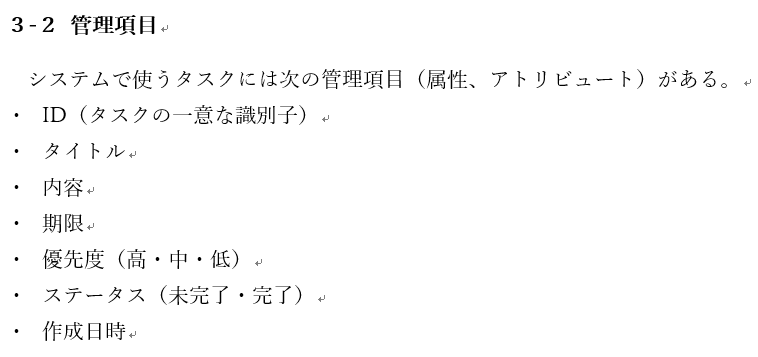 3-2 管理項目
システムで使うタスクには次の管理項目（属性、アトリビュート）がある。
・ ID（タスクの一意な識別子）
・ タイトル
・ 内容
・ 期限
・ 優先度（高・中・低）
・ ステータス（未完了・完了）
・ 作成日時